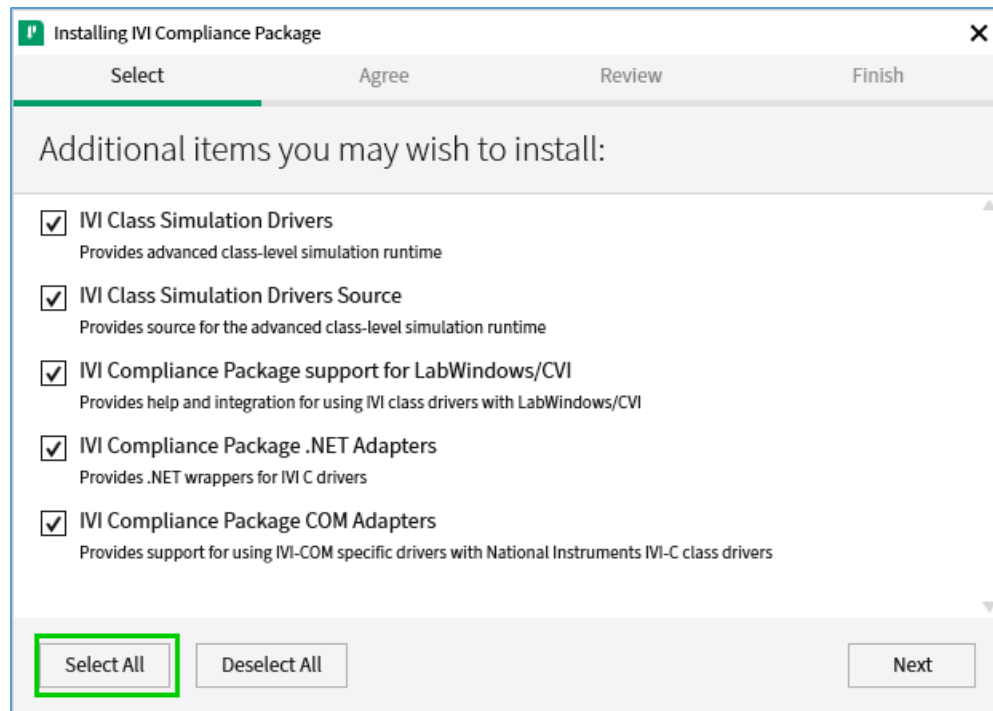 Installing IVI Compliance Package
Select Agree Review Finish
Additional items you may wish to install:
IVI Class Simulation Drivers
Provides advanced class-level simulation runtime
IVI Class Simulation Drivers Source
Provides source for the advanced class-level simulation runtime
IVI Compliance Package support for LabWindows/CVI
Provides help and integration for using IVI class drivers with LabWindows/CVI
IVI Compliance Package .NET Adapters
Provides .NET wrappers for IVI C drivers
IVI Compliance Package COM Adapters
Provides support for using IVI-COM specific drivers with National Instruments IVI-C class drivers
Select All Deselect All Next